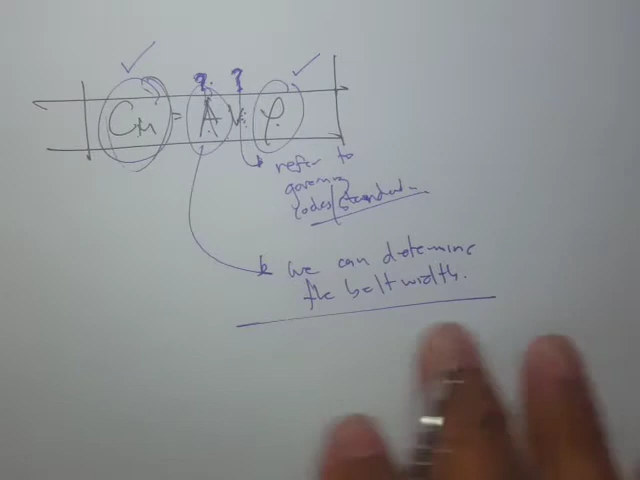 ? ?
CM = A V ρ
refer to
governing
codes/standard
we can determine
the belt width.